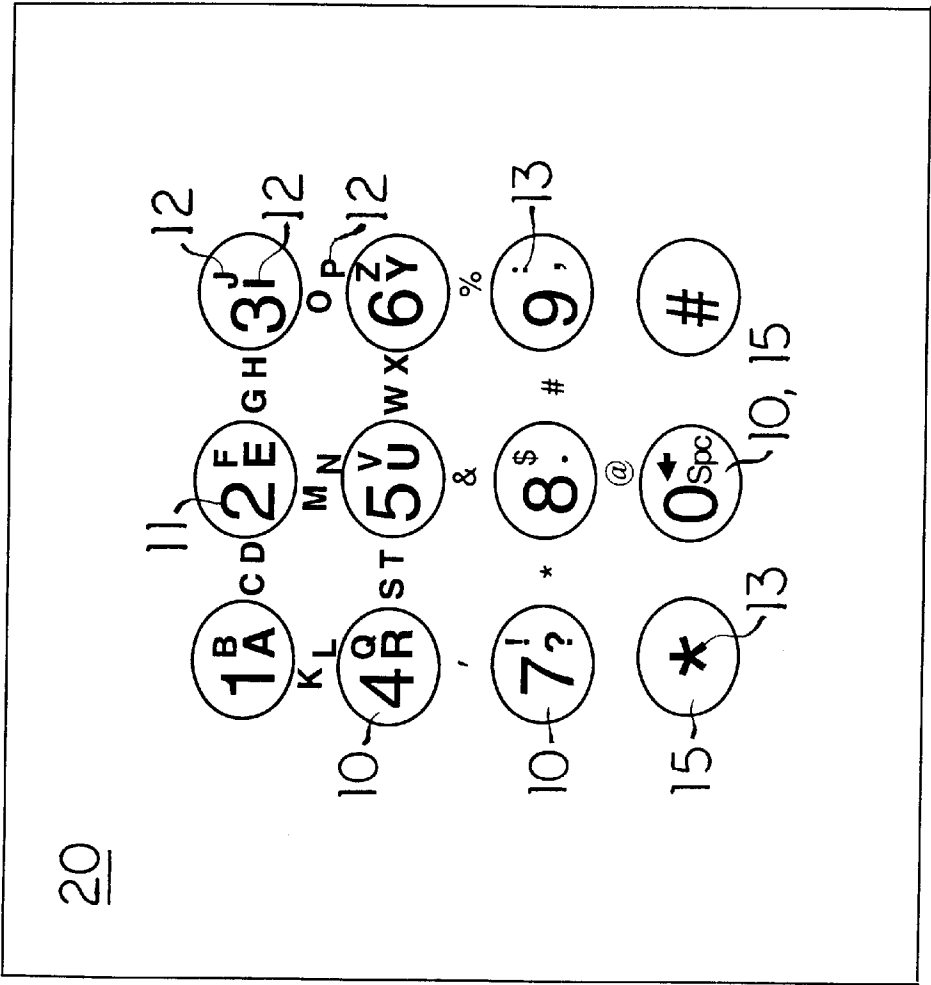 20
11 12
1 B A C D 2 F E G H 3 J I 12
K L M N O P 12
10 4 Q R S T 5 V U W X 6 Z Y
' & %
10 7 ! ? * 8 $ . # 9 : , 13
@
15 * 0 ← Spc #
13 10, 15